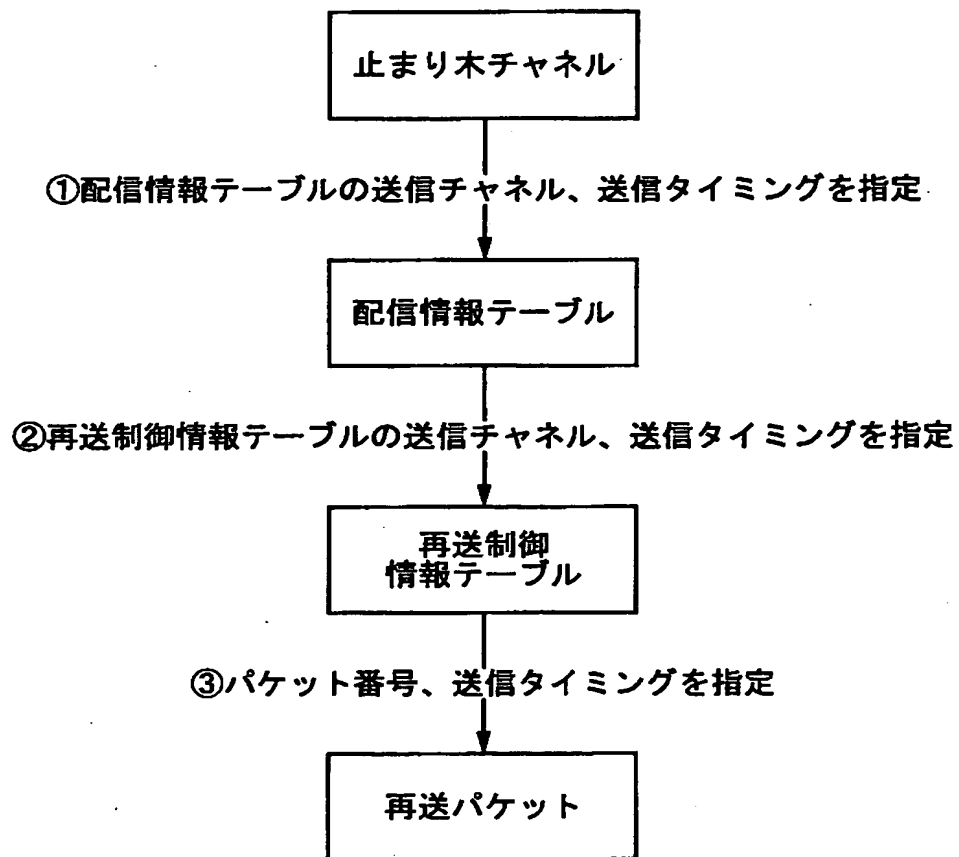 止まり木チャネル
①配信情報テーブルの送信チャネル、送信タイミングを指定
配信情報テーブル
②再送制御情報テーブルの送信チャネル、送信タイミングを指定
再送制御
情報テーブル
③パケット番号、送信タイミングを指定
再送パケット